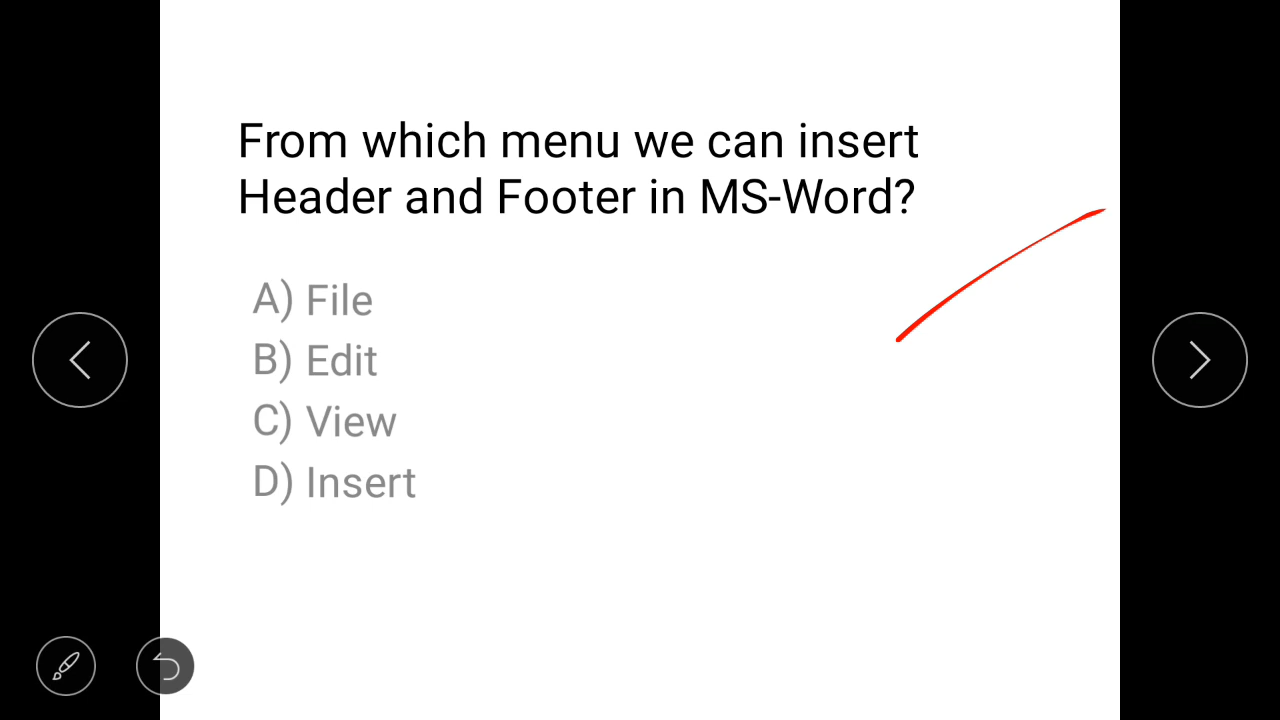 From which menu we can insert
Header and Footer in MS-Word?
A) File
B) Edit
C) View
D) Insert